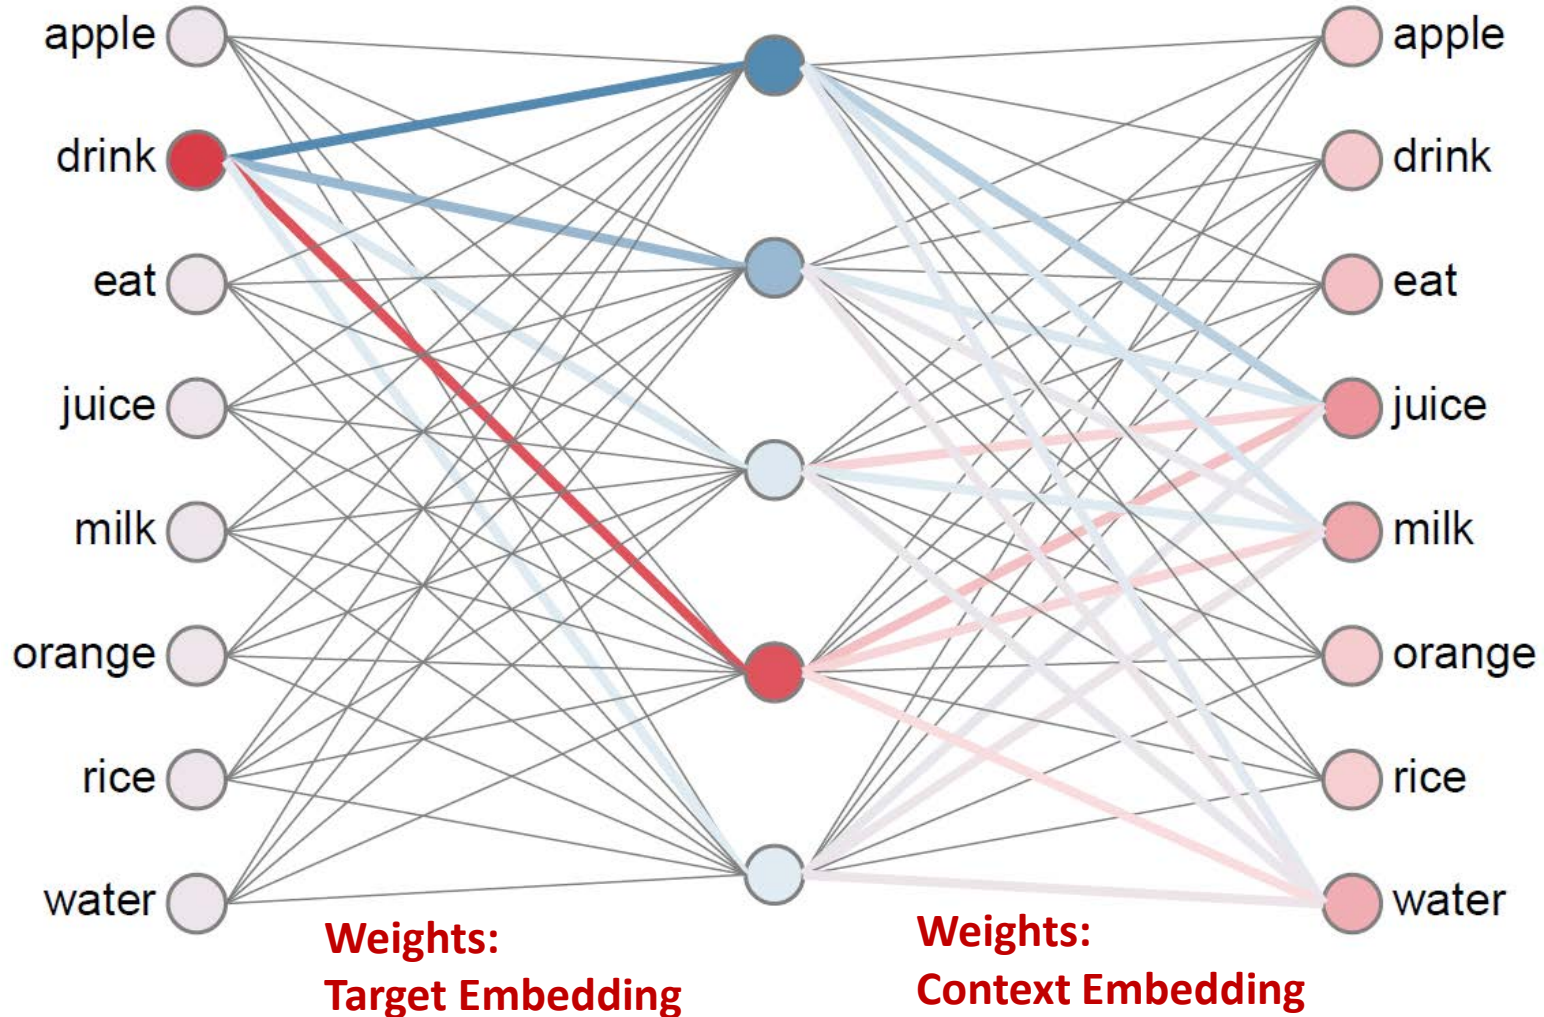 apple
drink
eat
juice
milk
orange
rice
water
apple
drink
eat
juice
milk
orange
rice
water
Weights:
Target Embedding
Weights:
Context Embedding